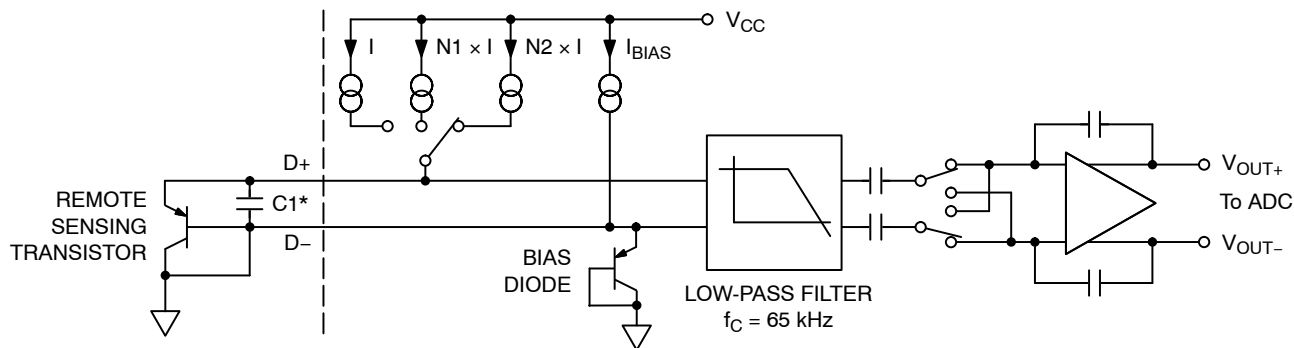 V_CC
I
N1 × I
N2 × I
I_BIAS
D+
REMOTE
SENSING
TRANSISTOR
C1*
D−
BIAS
DIODE
LOW-PASS FILTER
f_C = 65 kHz
V_OUT+
To ADC
V_OUT−